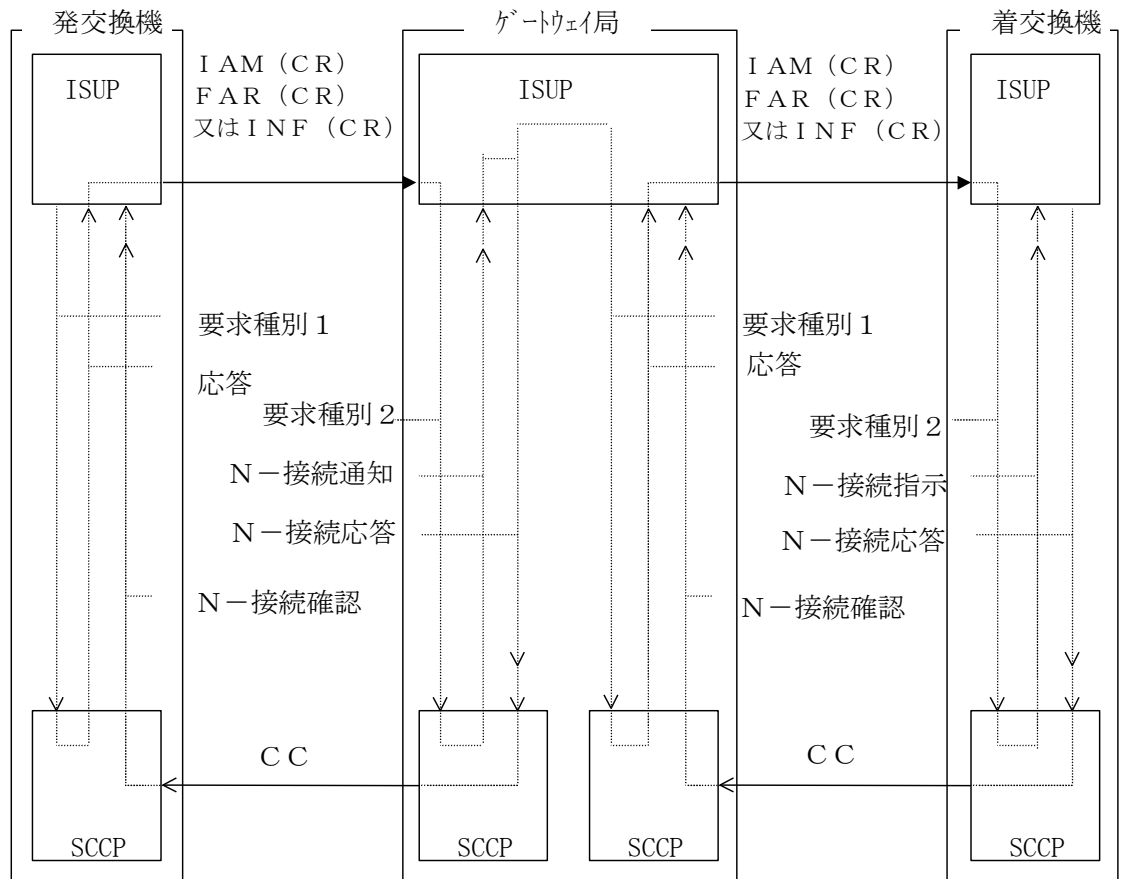 発交換機
ゲートウェイ局
着交換機
ISUP
ＩＡＭ（ＣＲ）
ＦＡＲ（ＣＲ）
又はＩＮＦ（ＣＲ）
ISUP
ＩＡＭ（ＣＲ）
ＦＡＲ（ＣＲ）
又はＩＮＦ（ＣＲ）
ISUP
要求種別１
応答
要求種別２
Ｎ－接続通知
Ｎ－接続応答
Ｎ－接続確認
要求種別１
応答
要求種別２
Ｎ－接続指示
Ｎ－接続応答
Ｎ－接続確認
ＣＣ
ＣＣ
SCCP
SCCP
SCCP
SCCP